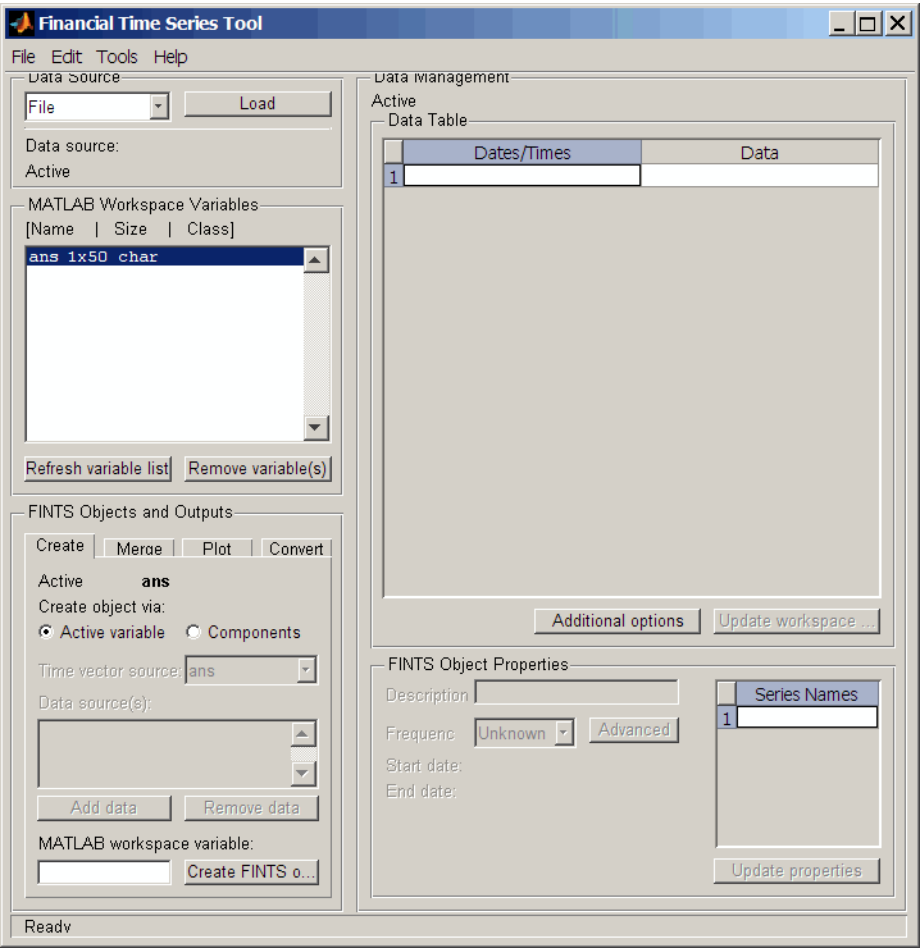 Financial Time Series Tool
File Edit Tools Help
Data Source
File
Load
Data source:
Active
MATLAB Workspace Variables
[Name | Size | Class]
ans 1x50 char
Refresh variable list
Remove variable(s)
FINTS Objects and Outputs
Create
Merge
Plot
Convert
Active ans
Create object via:
Active variable
Components
Time vector source:
ans
Data source(s):
Add data
Remove data
MATLAB workspace variable:
Create FINTS o...
Data Management
Active
Data Table
Dates/Times
Data
1
Additional options
Update workspace ...
FINTS Object Properties
Description
Frequenc
Unknown
Advanced
Start date:
End date:
Series Names
1
Update properties
Ready